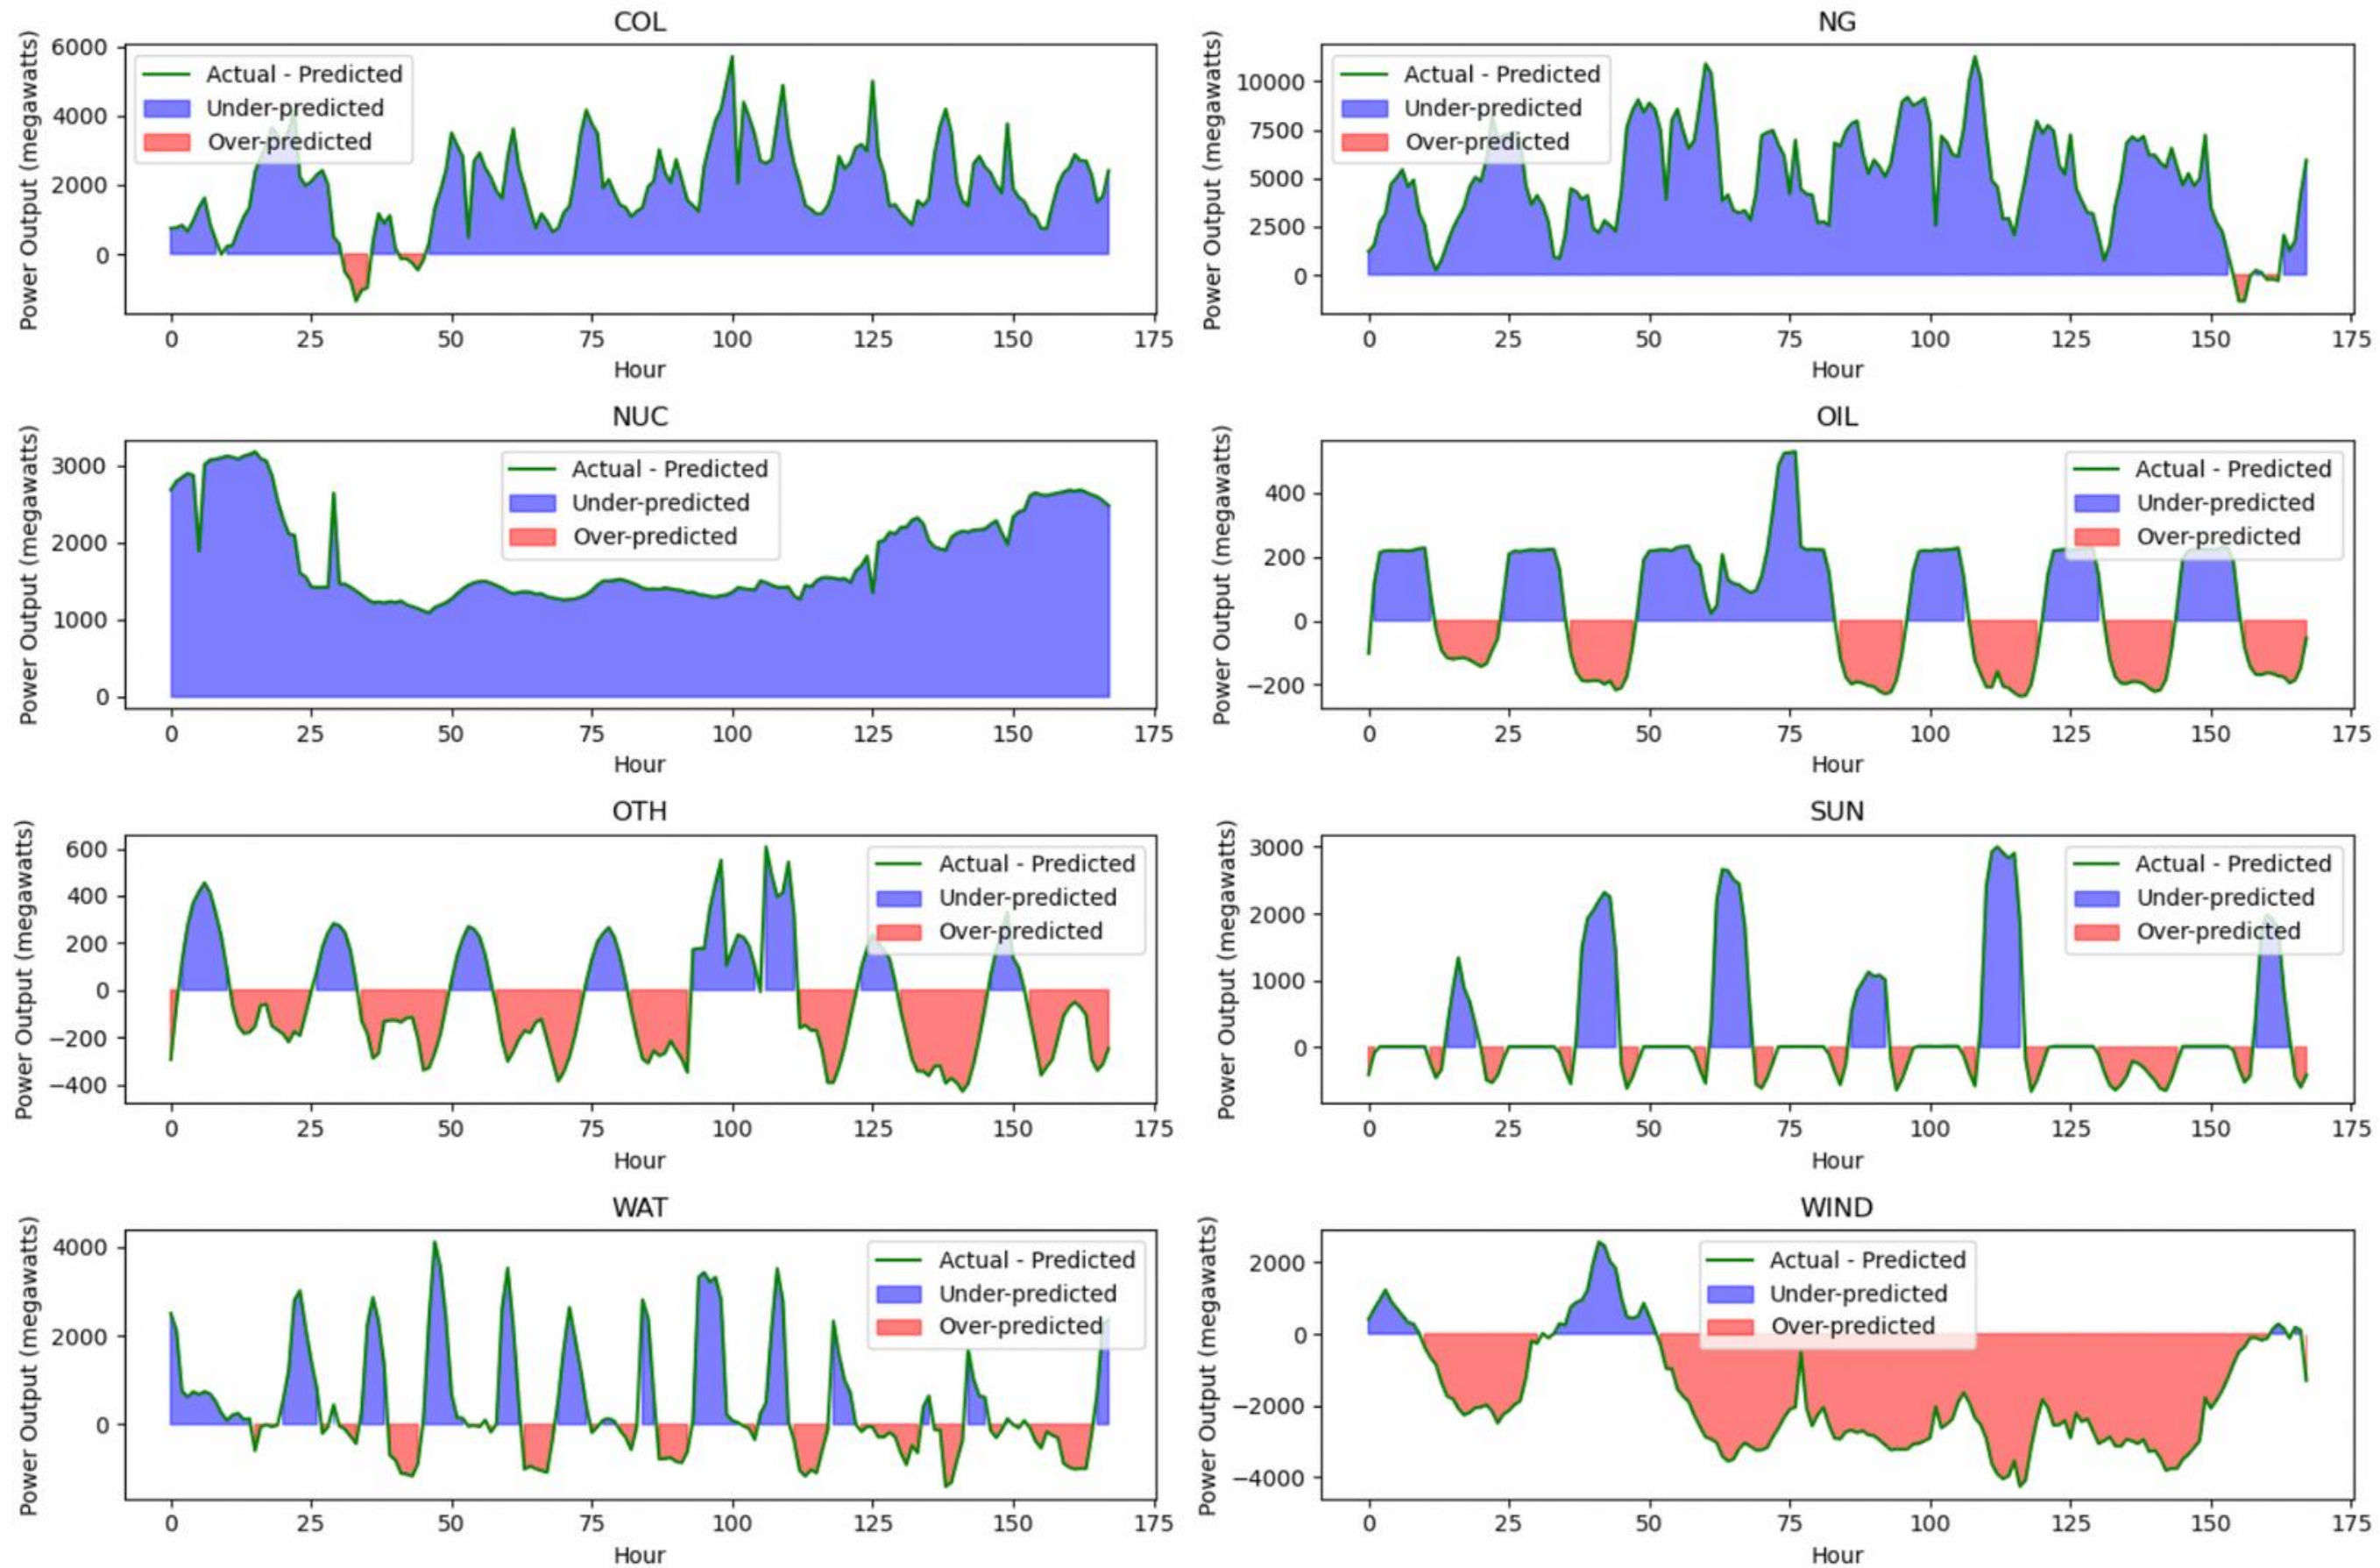 COL
Power Output (megawatts)
6000
4000
2000
0
Actual - Predicted
Under-predicted
Over-predicted
0 25 50 75 100 125 150 175
Hour
NG
Power Output (megawatts)
10000
7500
5000
2500
0
Actual - Predicted
Under-predicted
Over-predicted
0 25 50 75 100 125 150 175
Hour
NUC
Power Output (megawatts)
3000
2000
1000
0
Actual - Predicted
Under-predicted
Over-predicted
0 25 50 75 100 125 150 175
Hour
OIL
Power Output (megawatts)
400
200
0
−200
Actual - Predicted
Under-predicted
Over-predicted
0 25 50 75 100 125 150 175
Hour
OTH
Power Output (megawatts)
600
400
200
0
−200
−400
Actual - Predicted
Under-predicted
Over-predicted
0 25 50 75 100 125 150 175
Hour
SUN
Power Output (megawatts)
3000
2000
1000
0
Actual - Predicted
Under-predicted
Over-predicted
0 25 50 75 100 125 150 175
Hour
WAT
Power Output (megawatts)
4000
2000
0
Actual - Predicted
Under-predicted
Over-predicted
0 25 50 75 100 125 150 175
Hour
WIND
Power Output (megawatts)
2000
0
−2000
−4000
Actual - Predicted
Under-predicted
Over-predicted
0 25 50 75 100 125 150 175
Hour